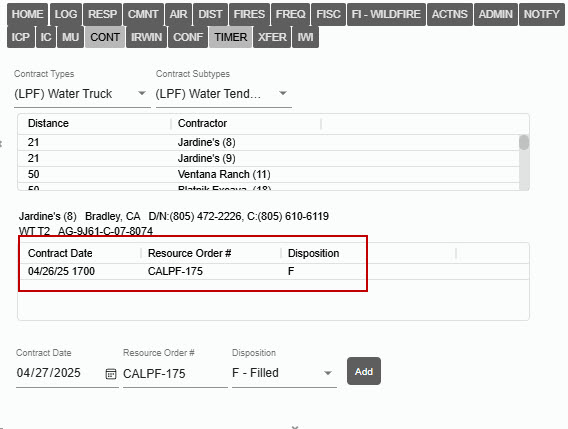 HOME LOG RESP CMNT AIR DIST FIRES FREQ FISC FI - WILDFIRE ACTNS ADMIN NOTFY
ICP IC MU CONT IRWIN CONF TIMER XFER IWI
Contract Types Contract Subtypes
(LPF) Water Truck (LPF) Water Tend...
Distance Contractor
21 Jardine's (8)
21 Jardine's (9)
50 Ventana Ranch (11)
50 (18)
Jardine's (8) Bradley, CA D/N:(805) 472-2226, C:(805) 610-6119
WT T2 AG-9J61-C-07-8074
Contract Date Resource Order # Disposition
04/26/25 1700 CALPF-175 F
Contract Date Resource Order # Disposition
04/27/2025 CALPF-175 F - Filled Add